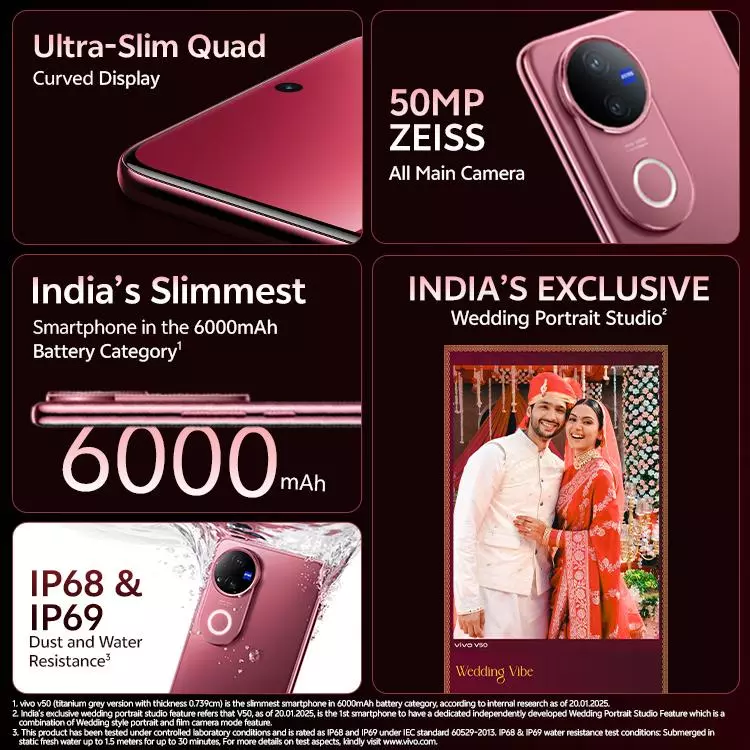 Ultra-Slim Quad
Curved Display
50MP
ZEISS
All Main Camera
ZEISS
India's Slimmest
Smartphone in the 6000mAh
Battery Category¹
6000 mAh
INDIA'S EXCLUSIVE
Wedding Portrait Studio²
vivo V50
Wedding Vibe
IP68 &
IP69
Dust and Water
Resistance³
1. vivo v50 (titanium grey version with thickness 0.739cm) is the slimmest smartphone in 6000mAh battery category, according to internal research as of 20.01.2025.
2. India's exclusive wedding portrait studio feature refers that V50, as of 20.01.2025, is the 1st smartphone to have a dedicated independently developed Wedding Portrait Studio Feature which is a
combination of Wedding style portrait and film camera mode feature.
3. This product has been tested under controlled laboratory conditions and is rated as IP68 and IP69 under IEC standard 60529-2013. IP68 & IP69 water resistance test conditions: Submerged in
static fresh water up to 1.5 meters for up to 30 minutes, For more details on test aspects, kindly visit www.vivo.com.